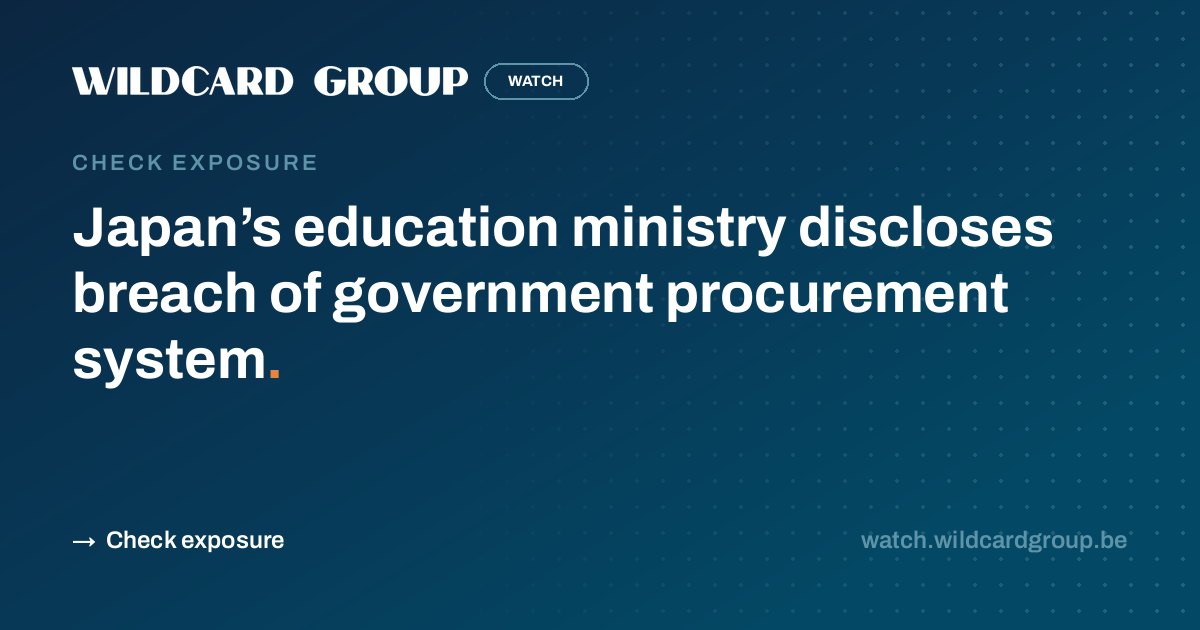 WILDCARD GROUP WATCH
CHECK EXPOSURE
Japan’s education ministry discloses
breach of government procurement
system.
→ Check exposure
watch.wildcardgroup.be